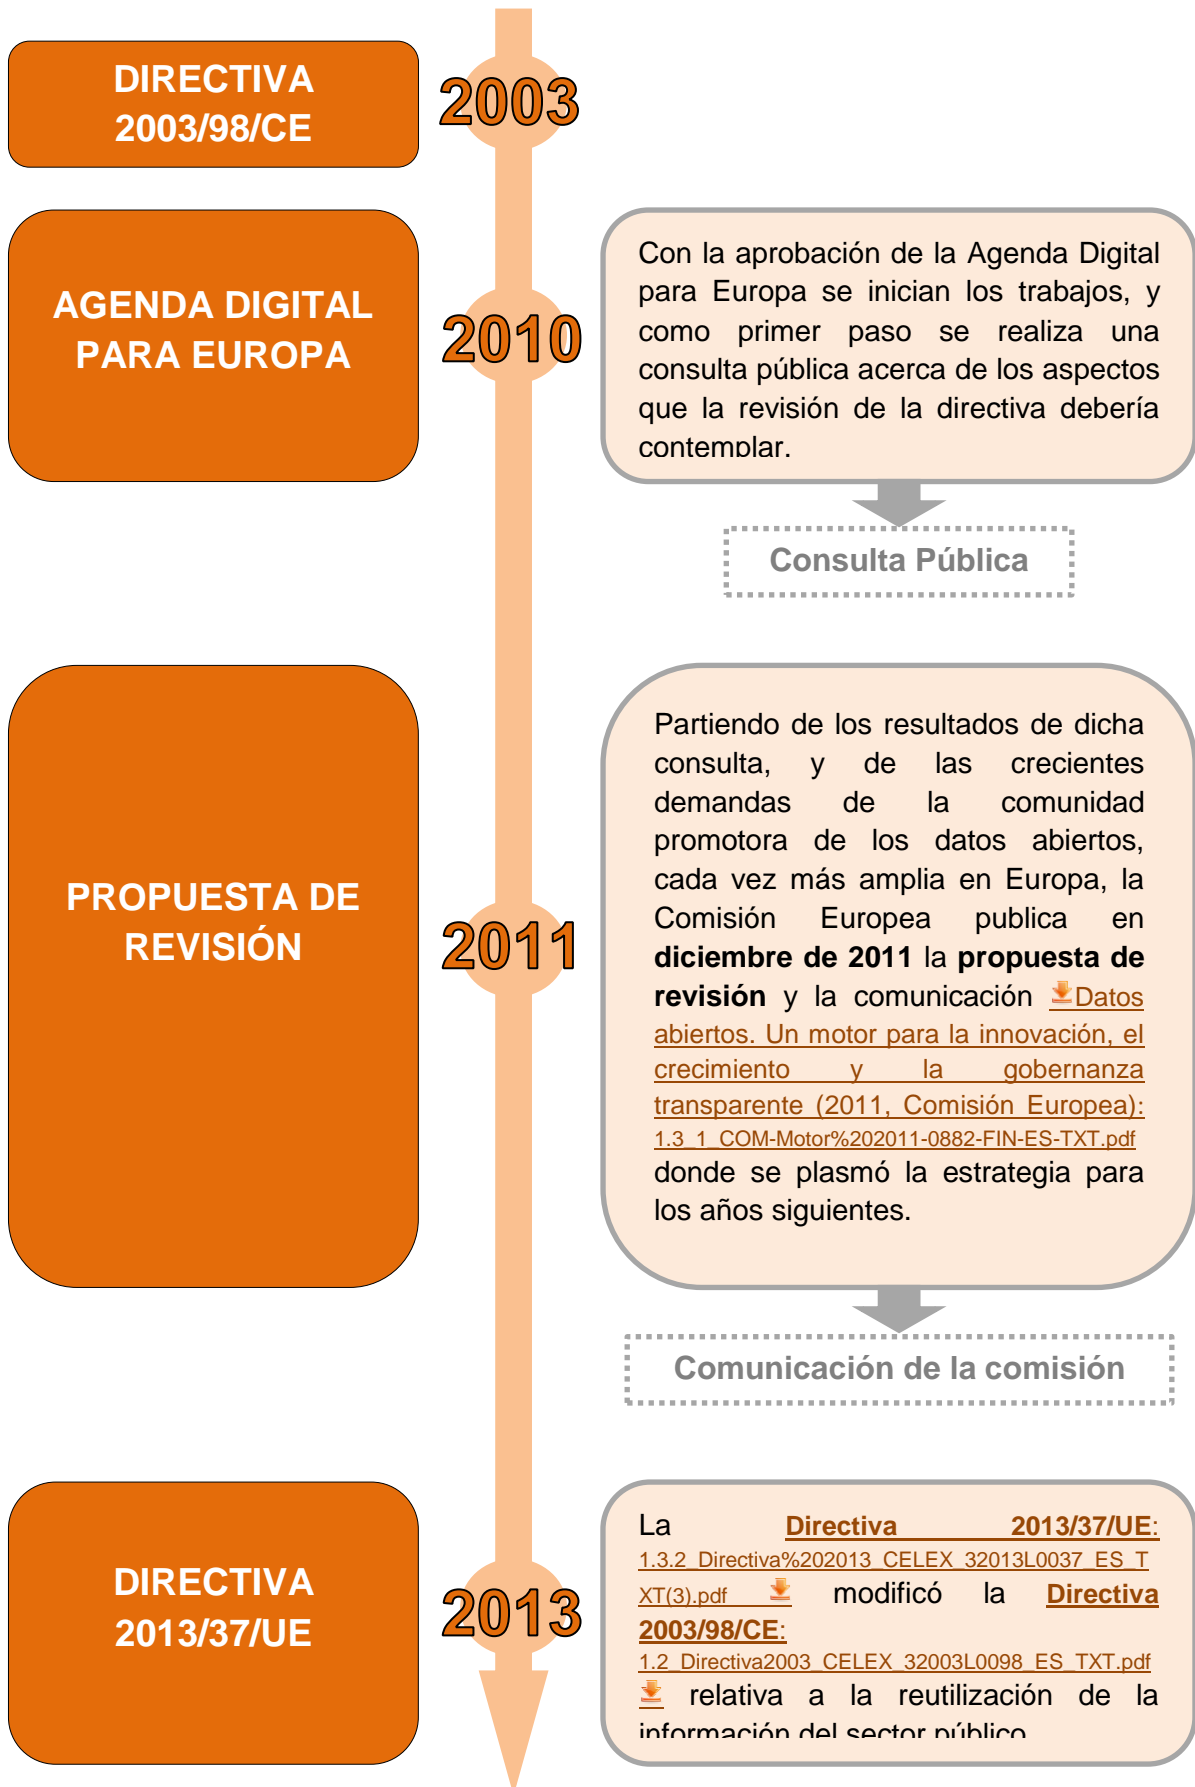 DIRECTIVA
2003/98/CE
2003
AGENDA DIGITAL
PARA EUROPA
2010
Con la aprobación de la Agenda Digital
para Europa se inician los trabajos, y
como primer paso se realiza una
consulta pública acerca de los aspectos
que la revisión de la directiva debería
contemplar.
Consulta Pública
PROPUESTA DE
REVISIÓN
2011
Partiendo de los resultados de dicha
consulta, y de las crecientes
demandas de la comunidad
promotora de los datos abiertos,
cada vez más amplia en Europa, la
Comisión Europea publica en
diciembre de 2011 la propuesta de
revisión y la comunicación Datos
abiertos. Un motor para la innovación, el
crecimiento y la gobernanza
transparente (2011, Comisión Europea):
1.3_1_COM-Motor%202011-0882-FIN-ES-TXT.pdf
donde se plasmó la estrategia para
los años siguientes.
Comunicación de la comisión
DIRECTIVA
2013/37/UE
2013
La Directiva 2013/37/UE:
1.3.2_Directiva%202013_CELEX_32013L0037_ES_T
XT(3).pdf modificó la Directiva
2003/98/CE:
1.2_Directiva2003_CELEX_32003L0098_ES_TXT.pdf
relativa a la reutilización de la
información del sector público